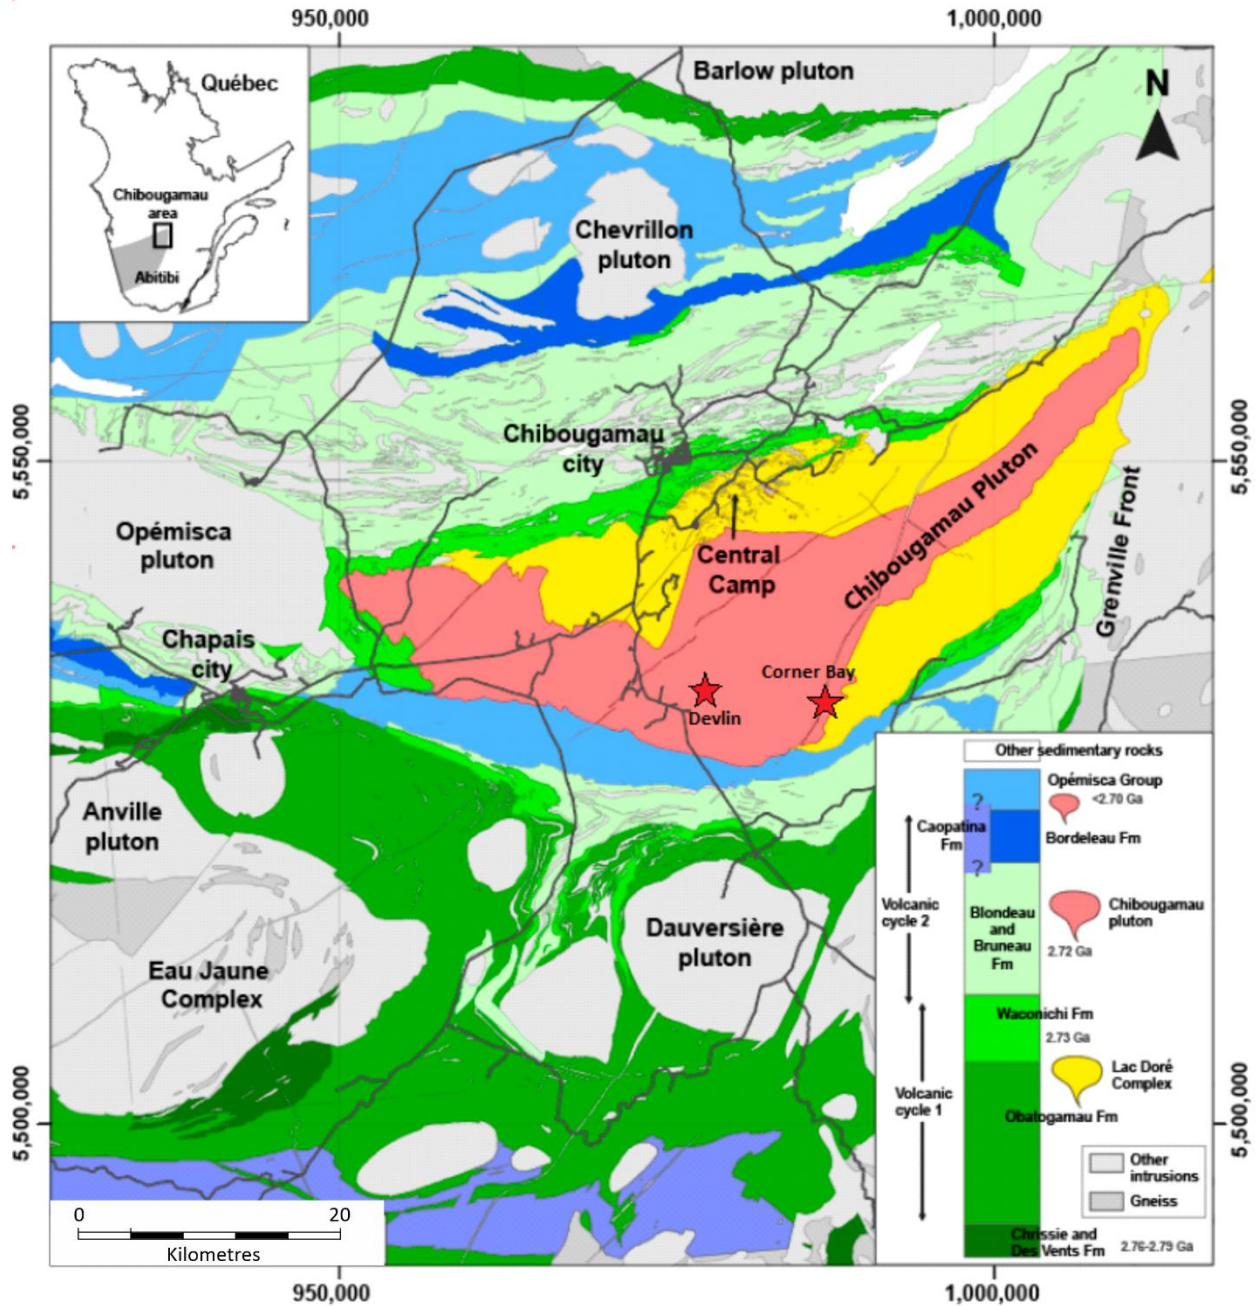 950,000
1,000,000
Québec
Chibougamau
area
Abitibi
Barlow pluton
N
Chevrillon
pluton
5,550,000
5,550,000
Chibougamau
city
Opémisca
pluton
Central
Camp
Chibougamau Pluton
Grenville Front
Chapais
city
Corner Bay
Devlin
Anville
pluton
Eau Jaune
Complex
Dauversière
pluton
5,500,000
5,500,000
Other sedimentary rocks
Opémisca Group
?
<2.70 Ga
Caopatina
Fm
Bordeleau Fm
?
Volcanic
cycle 2
Blondeau
and
Bruneau
Fm
Chibougamau
pluton
2.72 Ga
Waconichi Fm
2.73 Ga
Lac Doré
Complex
Volcanic
cycle 1
Obatogamau Fm
Other
intrusions
Gneiss
Chrissie and
Des Vents Fm
2.76-2.79 Ga
0 20
Kilometres
950,000
1,000,000